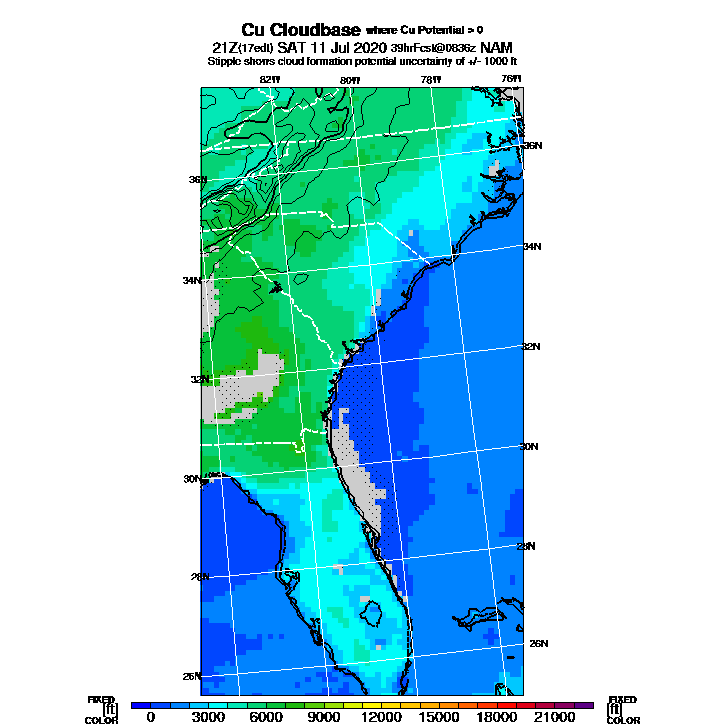 Cu Cloudbase where Cu Potential > 0
21Z(17edt) SAT 11 Jul 2020 39hrFcst@0836z NAM
Stipple shows cloud formation potential uncertainty of +/- 1000 ft
82W 80W 78W 76W
36N 36N
34N 34N
32N 32N
30N 30N
28N 28N
26N 26N
FIXED FIXED
[ft] [ft]
COLOR COLOR
0 3000 6000 9000 12000 15000 18000 21000